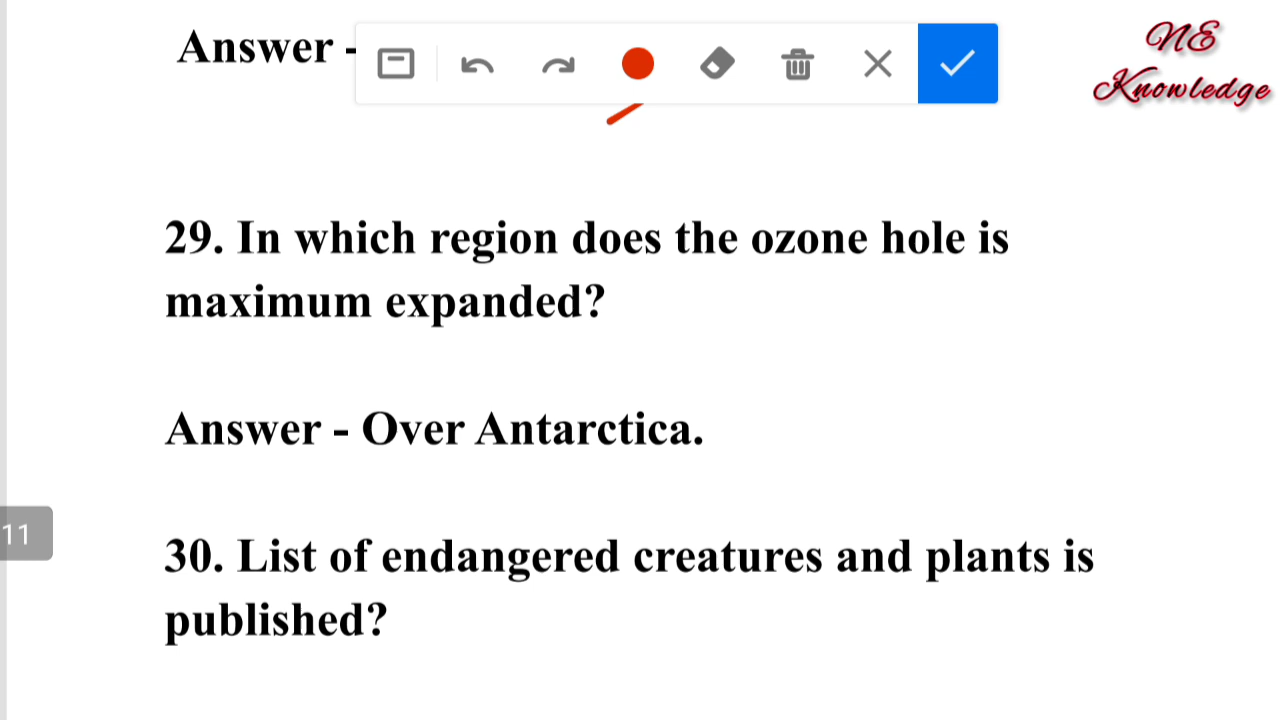 Answer -
NE
Knowledge
29. In which region does the ozone hole is
maximum expanded?
Answer - Over Antarctica.
11
30. List of endangered creatures and plants is
published?